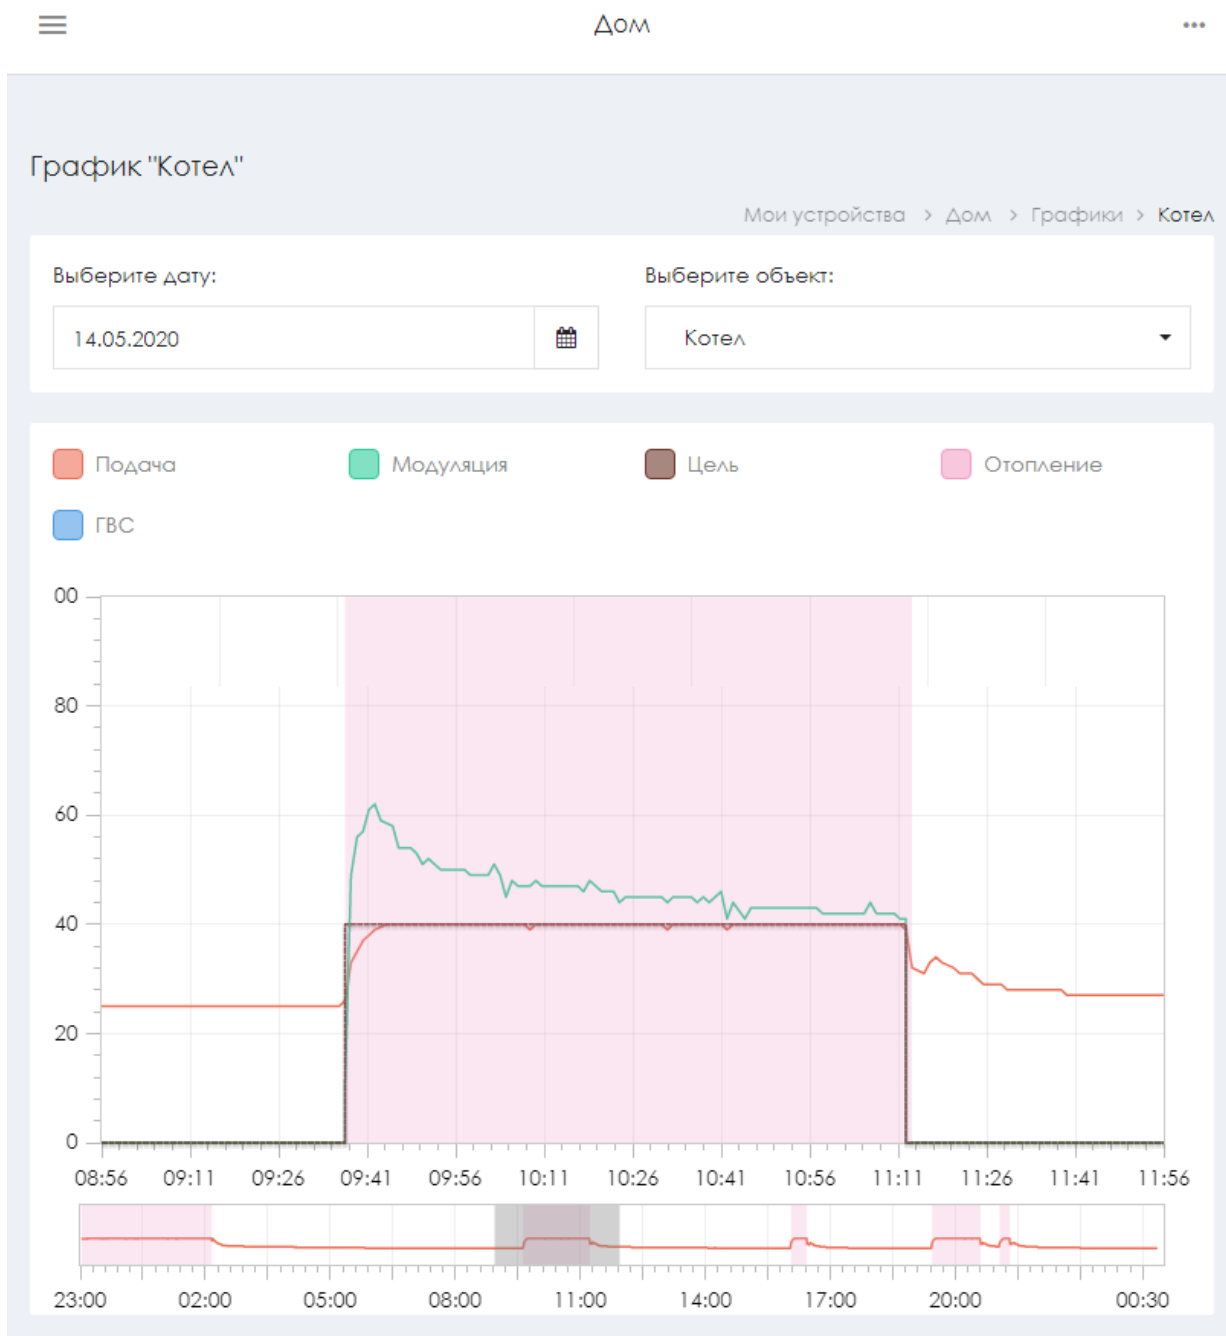 Дом
График "Котел"
Мои устройства > Дом > Графики > Котел
Выберите дату:
Выберите объект:
14.05.2020
Котел
Подача
Модуляция
Цель
Отопление
ГВС
00
80
60
40
20
0
08:56 09:11 09:26 09:41 09:56 10:11 10:26 10:41 10:56 11:11 11:26 11:41 11:56
23:00 02:00 05:00 08:00 11:00 14:00 17:00 20:00 00:30